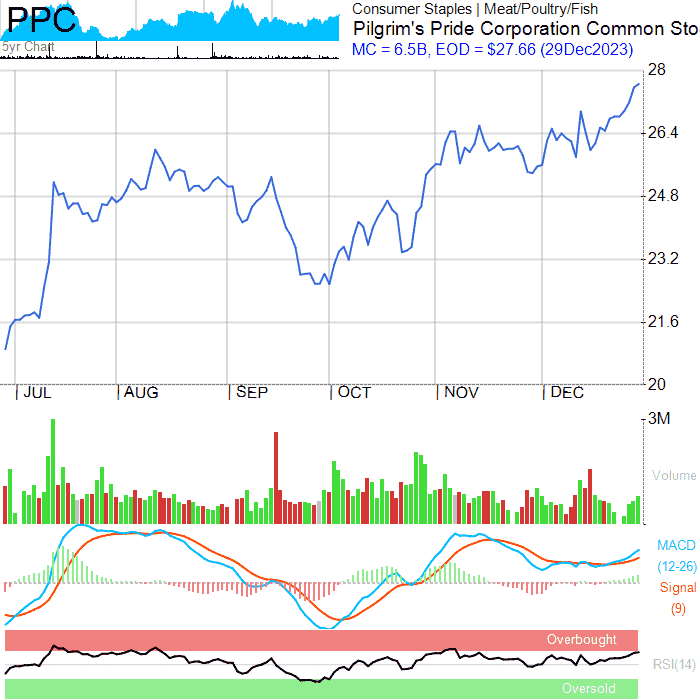 PPC
5yr Chart
Consumer Staples | Meat/Poultry/Fish
Pilgrim's Pride Corporation Common Sto
MC = 6.5B, EOD = $27.66 (29Dec2023)
28
26.4
24.8
23.2
21.6
20
| JUL | AUG | SEP | OCT | NOV | DEC
3M
Volume
MACD
(12-26)
Signal
(9)
Overbought
RSI(14)
Oversold